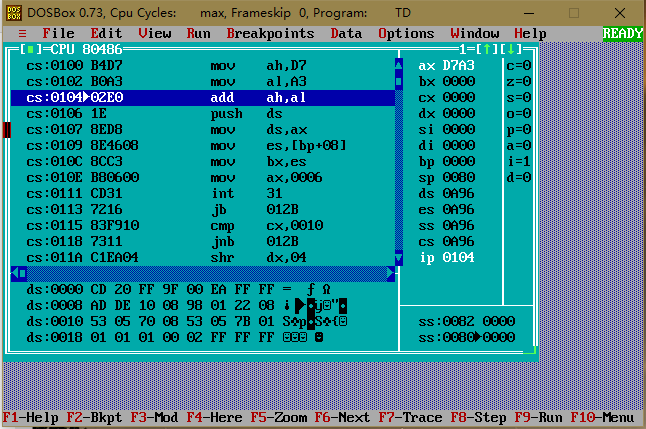 DOSBox 0.73, Cpu Cycles: max, Frameskip 0, Program: TD
≡ File Edit View Run Breakpoints Data Options Window Help READY
[■]=CPU 80486 1=[↑][↓]
cs:0100 B4D7 mov ah,D7 ax D7A3 c=0
cs:0102 B0A3 mov al,A3 bx 0000 z=0
cs:0104▶02E0 add ah,al cx 0000 s=0
cs:0106 1E push ds dx 0000 o=0
cs:0107 8ED8 mov ds,ax si 0000 p=0
cs:0109 8E4608 mov es,[bp+08] di 0000 a=0
cs:010C 8CC3 mov bx,es bp 0000 i=1
cs:010E B80600 mov ax,0006 sp 0080 d=0
cs:0111 CD31 int 31 ds 0A96
cs:0113 7216 jb 012B es 0A96
cs:0115 83F910 cmp cx,0010 ss 0A96
cs:0118 7311 jnb 012B cs 0A96
cs:011A C1EA04 shr dx,04 ip 0104
ds:0000 CD 20 FF 9F 00 EA FF FF = ƒ Ω
ds:0008 AD DE 10 08 98 01 22 08
ds:0010 53 05 70 08 53 05 7B 01 S♣p◘S♣{☺ ss:0082 0000
ds:0018 01 01 01 00 02 FF FF FF ☺☺☺ ☻ ss:0080▶0000
F1-Help F2-Bkpt F3-Mod F4-Here F5-Zoom F6-Next F7-Trace F8-Step F9-Run F10-Menu